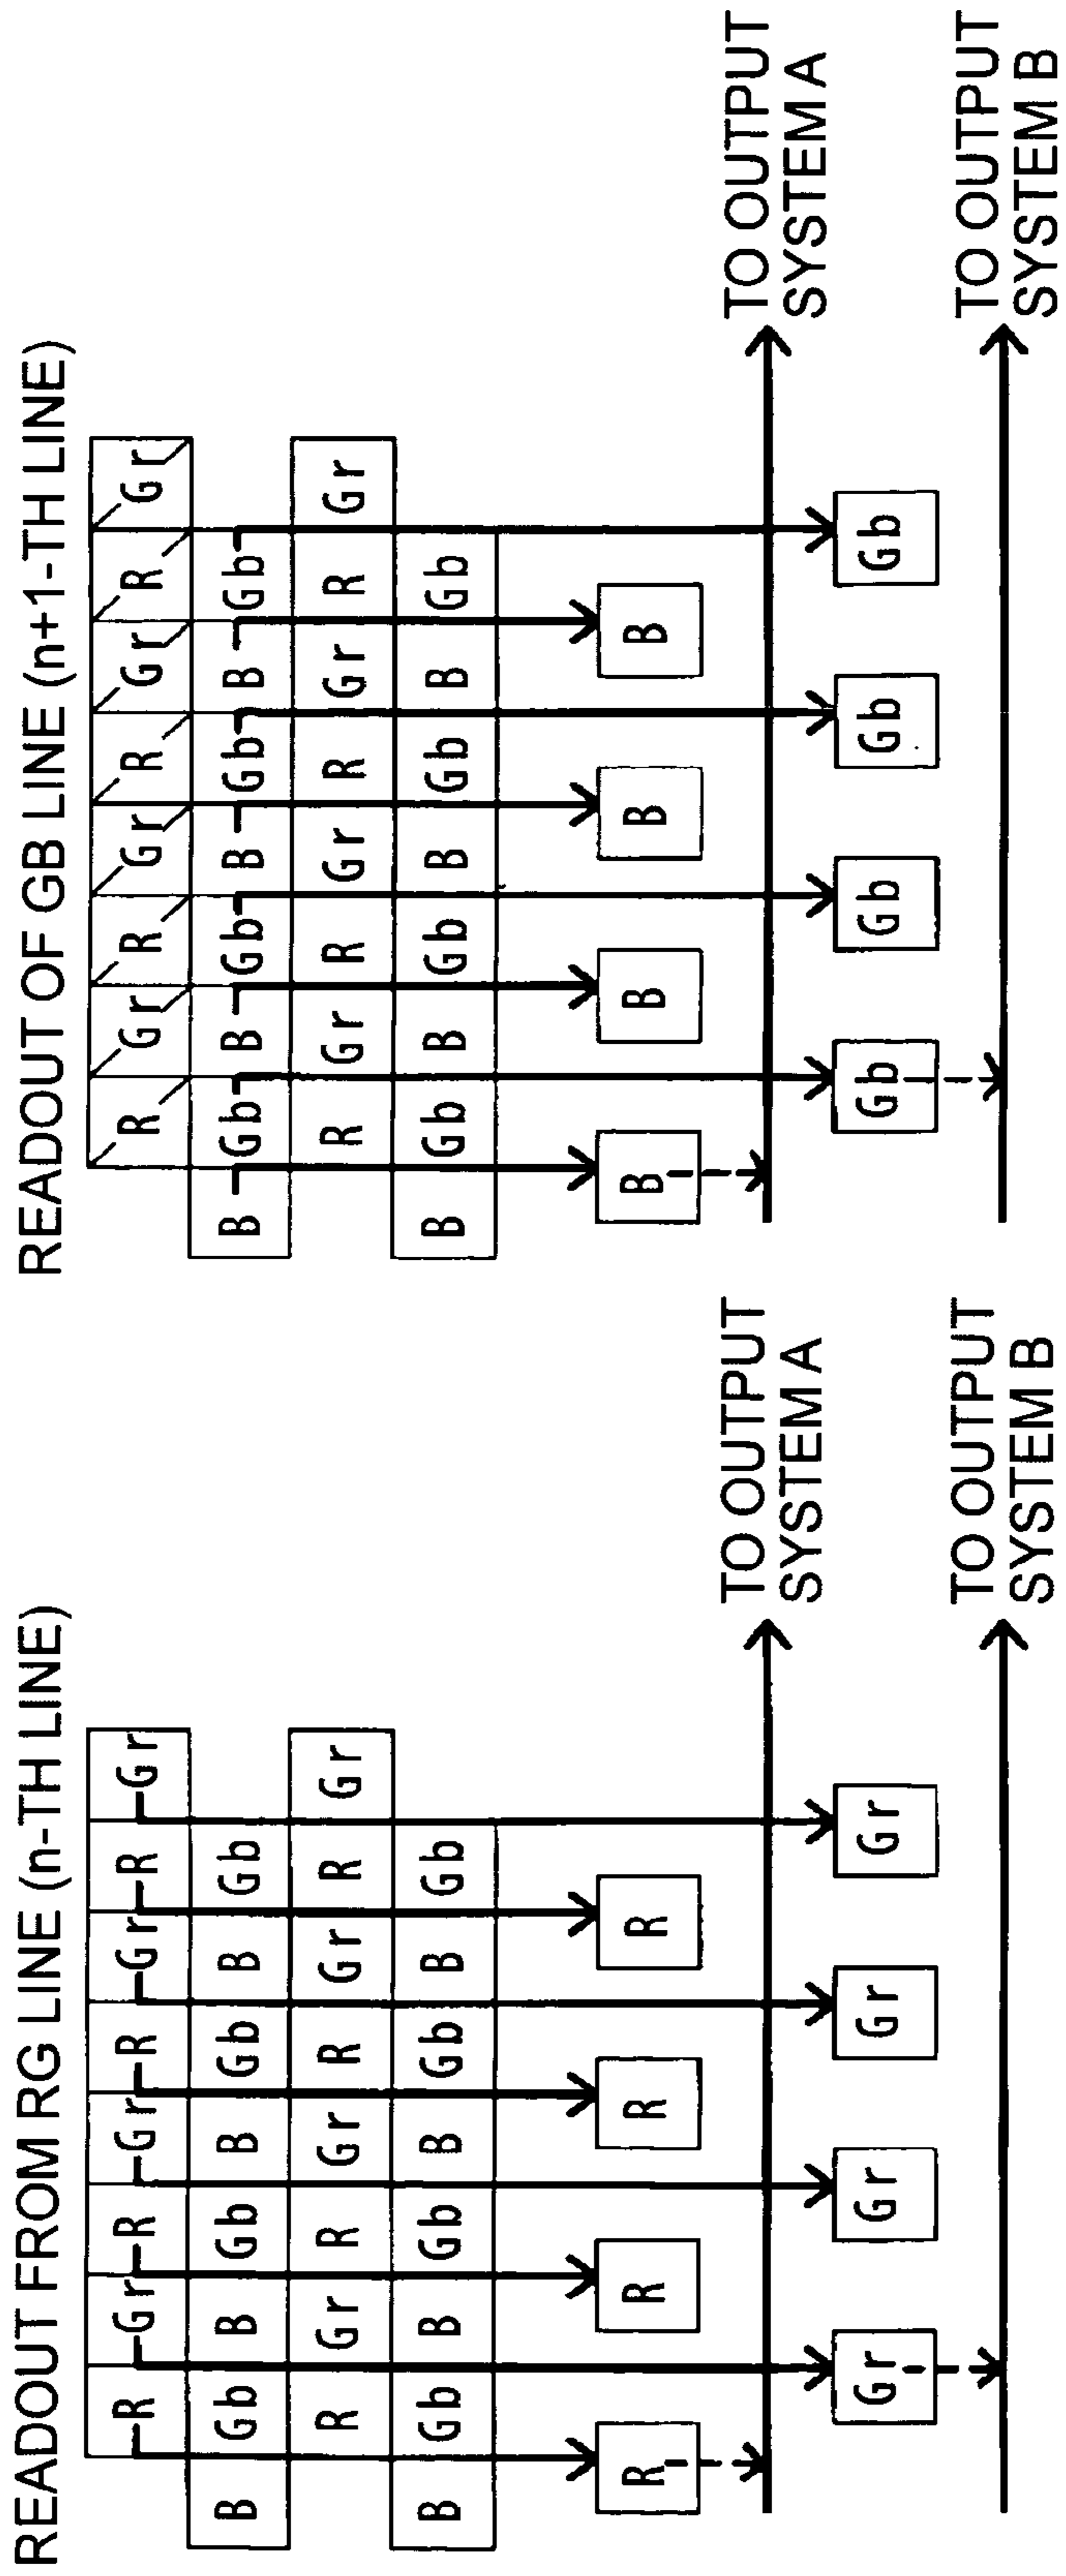 READOUT FROM RG LINE (n-TH LINE)
R Gr R Gr R Gr R Gr
B Gb B Gb B Gb B Gb
R Gr R Gr R Gr R Gr
B Gb B Gb B Gb B Gb
R R R R
TO OUTPUT
SYSTEM A
Gr Gr Gr Gr
TO OUTPUT
SYSTEM B
READOUT OF GB LINE (n+1-TH LINE)
R Gr R Gr R Gr R Gr
B Gb B Gb B Gb B Gb
R Gr R Gr R Gr R Gr
B Gb B Gb B Gb B Gb
B B B B
TO OUTPUT
SYSTEM A
Gb Gb Gb Gb
TO OUTPUT
SYSTEM B